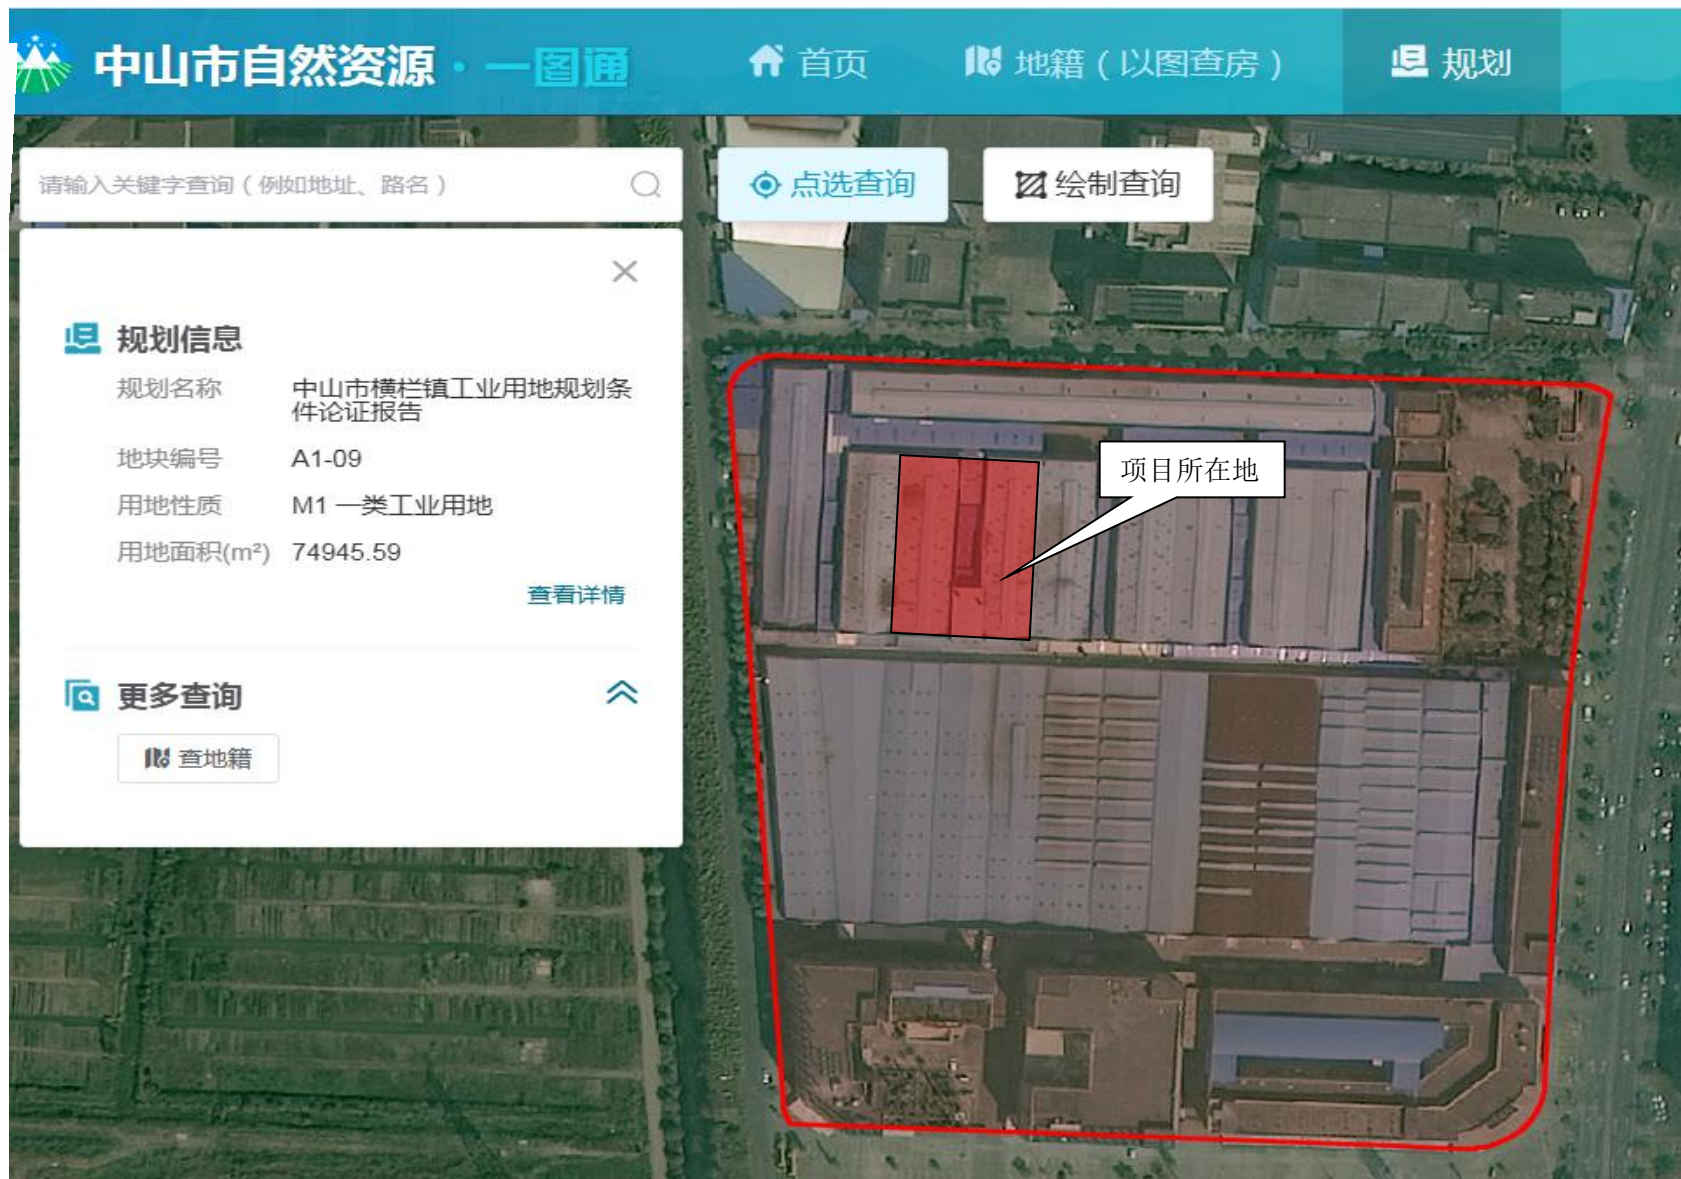 中山市自然资源·一图通
首页
地籍（以图查房）
规划
请输入关键字查询（例如地址、路名）
点选查询
绘制查询
规划信息
规划名称 中山市横栏镇工业用地规划条
件论证报告
地块编号 A1-09
用地性质 M1 一类工业用地
用地面积(m²) 74945.59
查看详情
更多查询
查地籍
项目所在地